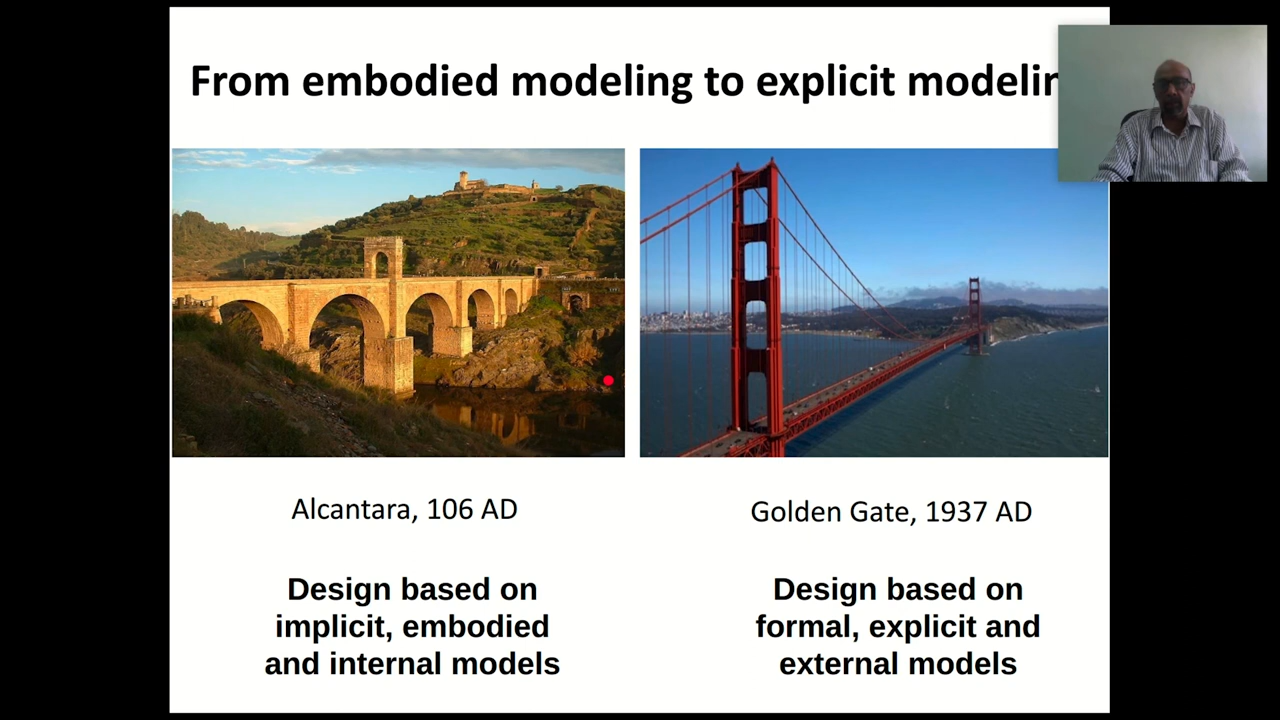 From embodied modeling to explicit modelin
Alcantara, 106 AD
Golden Gate, 1937 AD
Design based on
implicit, embodied
and internal models
Design based on
formal, explicit and
external models